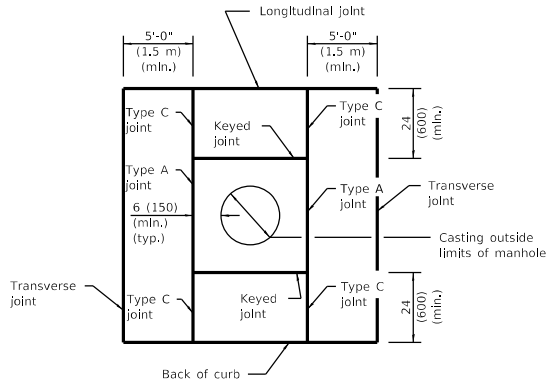 Longitudinal joint
5'-0"
(1.5 m)
(min.)
5'-0"
(1.5 m)
(min.)
Type C
joint
Keyed
joint
Type C
joint
24
(600)
(min.)
Type A
joint
6 (150)
(min.)
(typ.)
Type A
joint
Transverse
joint
Casting outside
limits of manhole
Transverse
joint
Type C
joint
Keyed
joint
Type C
joint
24
(600)
(min.)
Back of curb